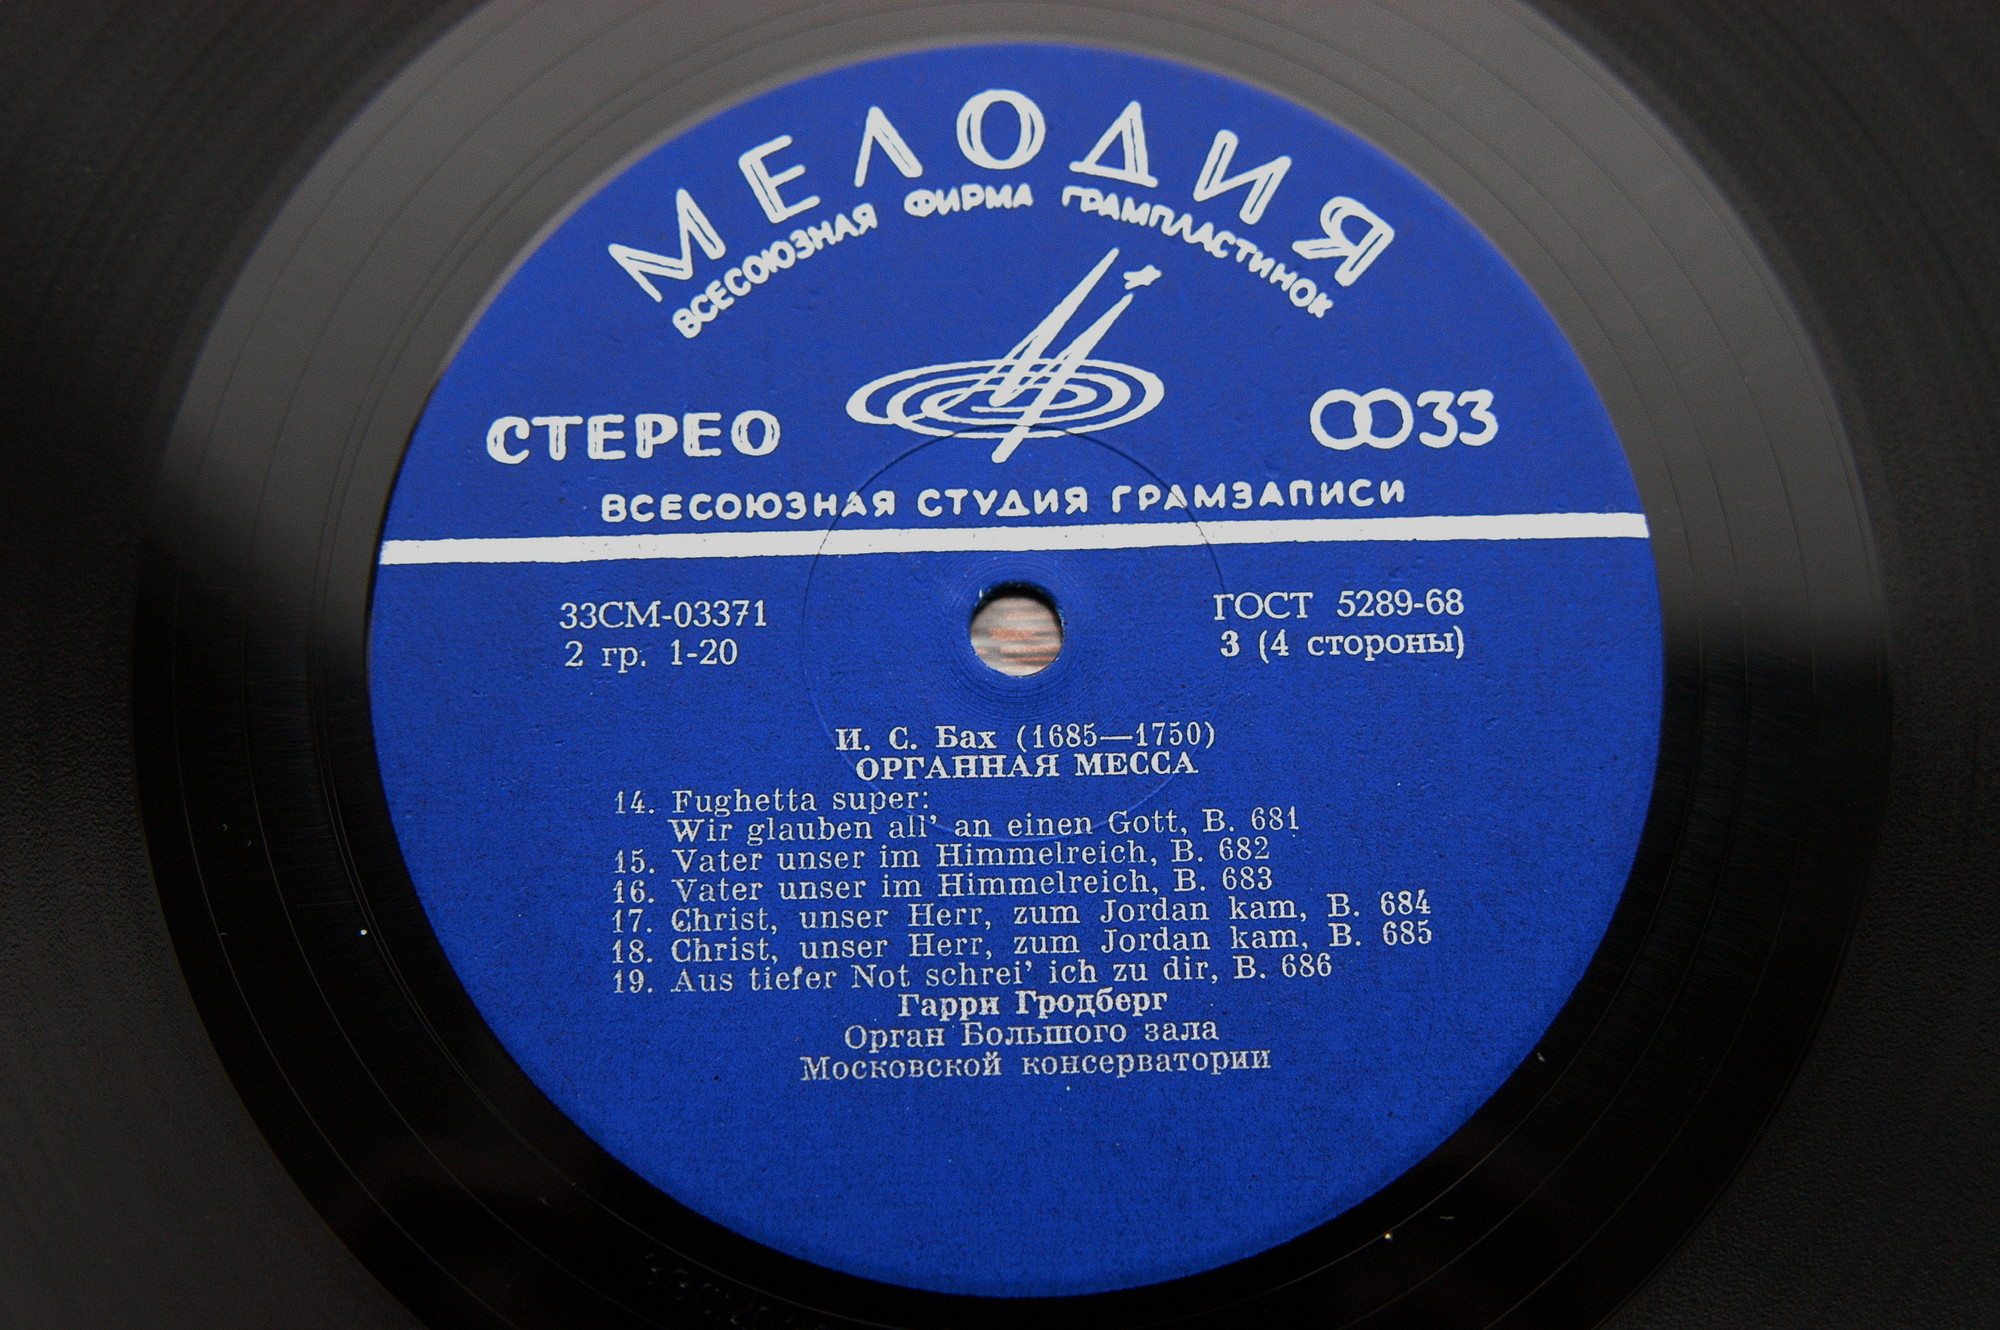 МЕЛОДИЯ
ВСЕСОЮЗНАЯ ФИРМА ГРАМПЛАСТИНОК
СТЕРЕО
33
ВСЕСОЮЗНАЯ СТУДИЯ ГРАМЗАПИСИ
33СМ-03371
ГОСТ 5289-68
2 гр. 1-20
3 (4 стороны)
И. С. Бах (1685—1750)
ОРГАННАЯ МЕССА
14. Fughetta super:
Wir glauben all’ an einen Gott, B. 681
15. Vater unser im Himmelreich, B. 682
16. Vater unser im Himmelreich, B. 683
17. Christ, unser Herr, zum Jordan kam, B. 684
18. Christ, unser Herr, zum Jordan kam, B. 685
19. Aus tiefer Not schrei’ ich zu dir, B. 686
Гарри Гродберг
Орган Большого зала
Московской консерватории